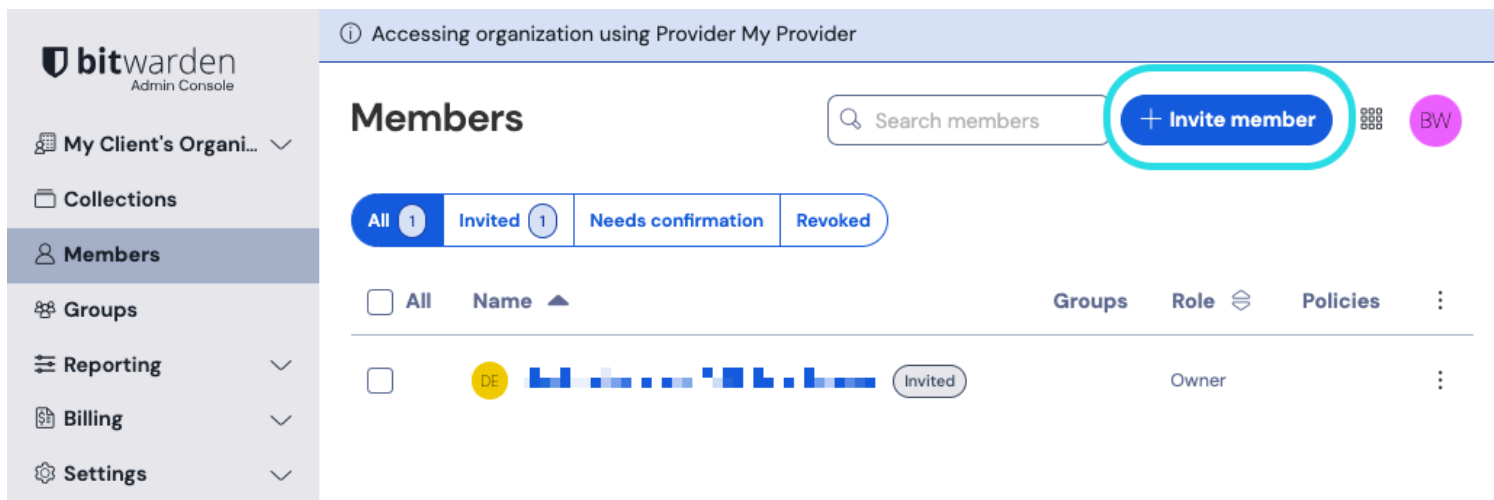 bitwarden
Admin Console
My Client's Organi...
Collections
Members
Groups
Reporting
Billing
Settings
Accessing organization using Provider My Provider
Members
Search members
+ Invite member
BW
All 1
Invited 1
Needs confirmation
Revoked
All Name Groups Role Policies
DE Invited Owner